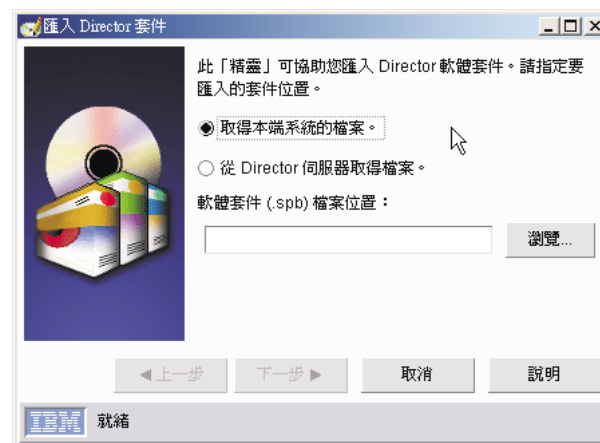 匯入 Director 套件
此「精靈」可協助您匯入 Director 軟體套件。請指定要
匯入的套件位置。
取得本端系統的檔案。
從 Director 伺服器取得檔案。
軟體套件 (.spb) 檔案位置：
瀏覽...
◀上一步 下一步▶ 取消 說明
IBM 就緒